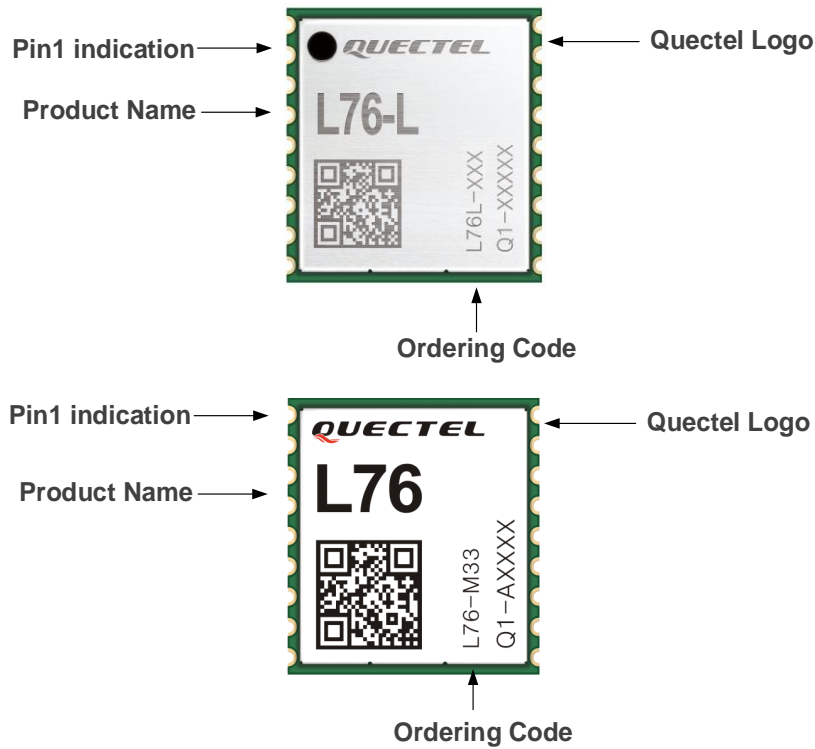 Pin1 indication
QUECTEL
Quectel Logo
Product Name
L76-L
L76L-XXX
Q1-XXXXX
Ordering Code
Pin1 indication
QUECTEL
Quectel Logo
Product Name
L76
L76-M33
Q1-AXXXX
Ordering Code